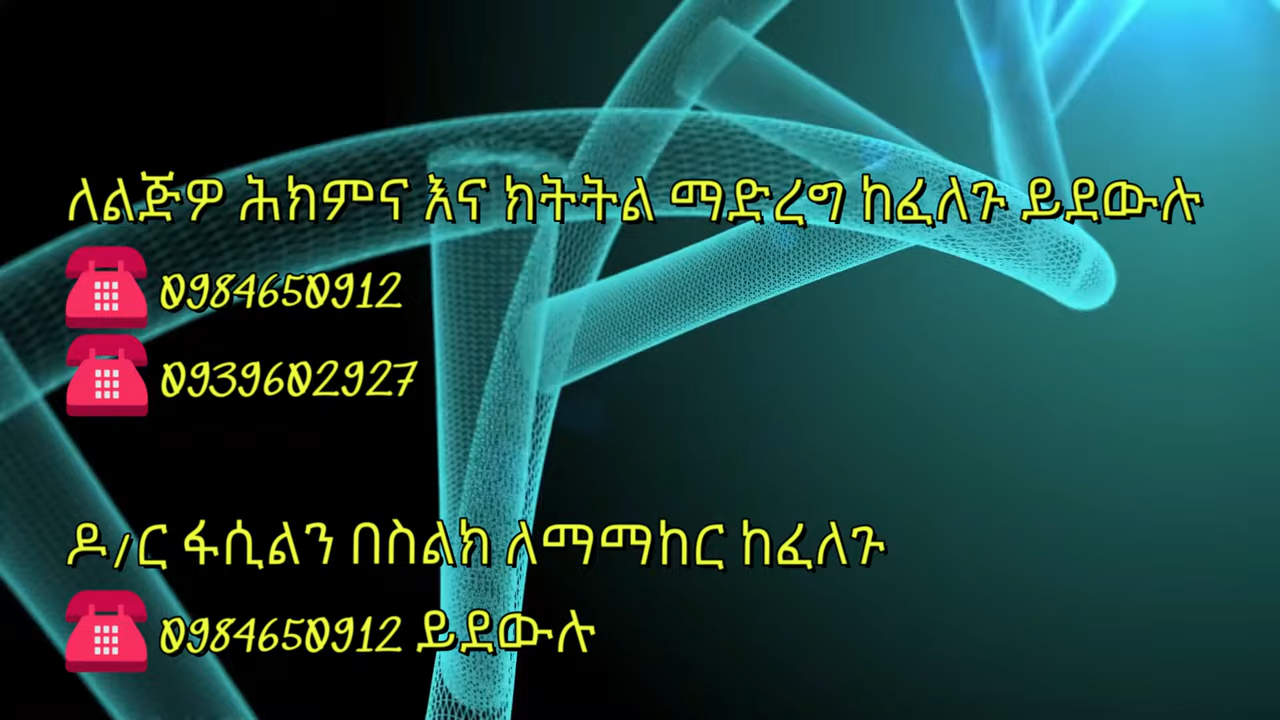 ለልጅዎ ሕክምና እና ክትትል ማድረግ ከፈለጉ ይደውሉ
0984650912
0939602927
ዶ/ር ፋሲልን በስልክ ለማማከር ከፈለጉ
0984650912 ይደውሉ